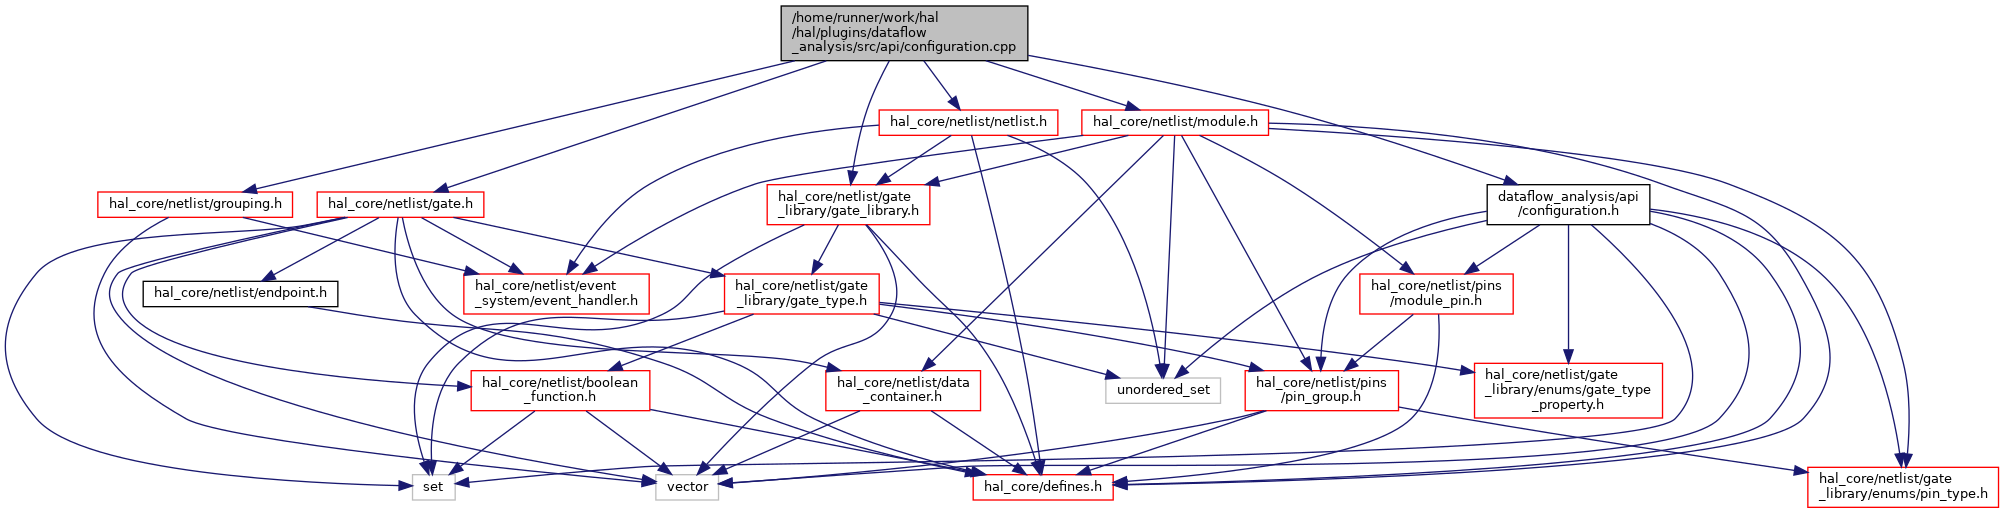 /home/runner/work/hal
/hal/plugins/dataflow
_analysis/src/api/configuration.cpp
hal_core/netlist/netlist.h
hal_core/netlist/module.h
hal_core/netlist/grouping.h
hal_core/netlist/gate.h
hal_core/netlist/gate
_library/gate_library.h
dataflow_analysis/api
/configuration.h
hal_core/netlist/endpoint.h
hal_core/netlist/event
_system/event_handler.h
hal_core/netlist/gate
_library/gate_type.h
hal_core/netlist/pins
/module_pin.h
hal_core/netlist/boolean
_function.h
hal_core/netlist/data
_container.h
unordered_set
hal_core/netlist/pins
/pin_group.h
hal_core/netlist/gate
_library/enums/gate_type
_property.h
set
vector
hal_core/defines.h
hal_core/netlist/gate
_library/enums/pin_type.h